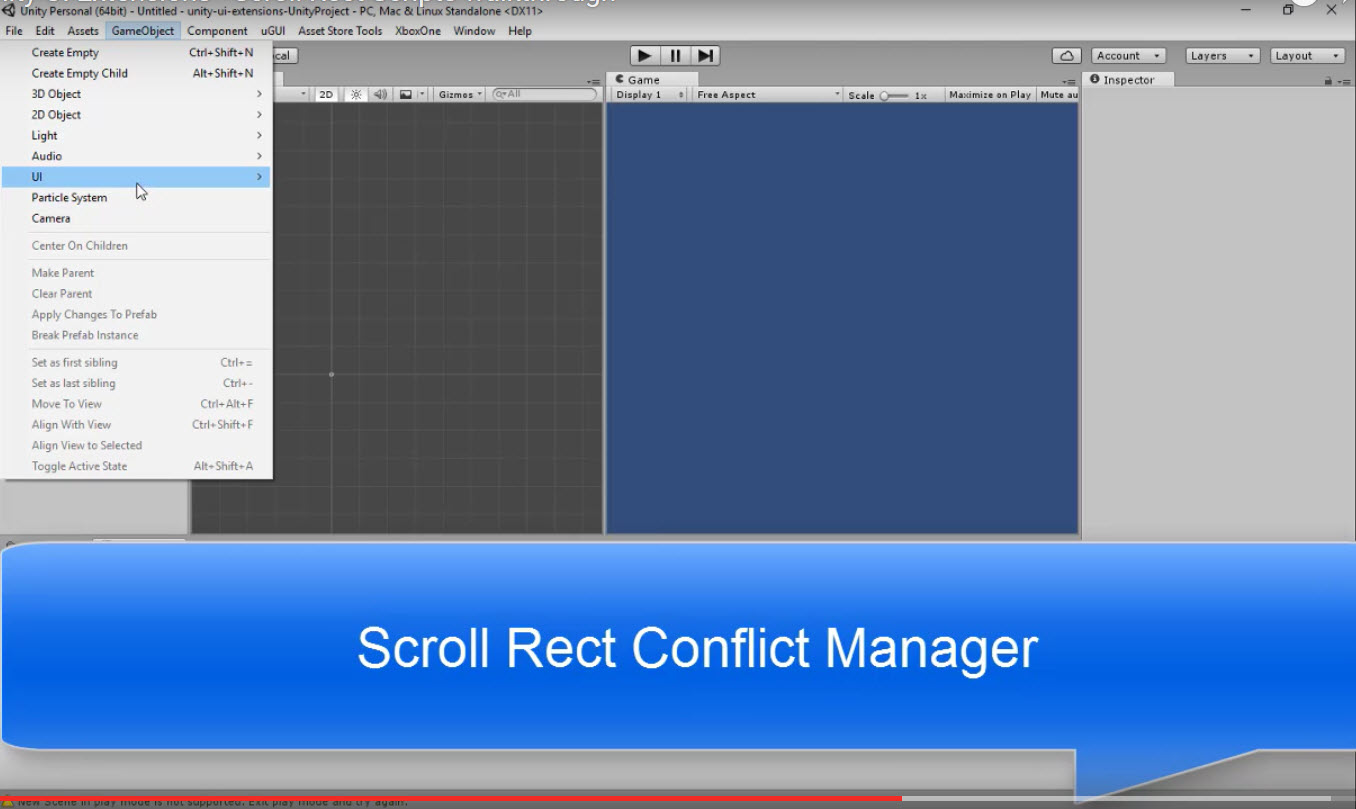 Unity Personal (64bit) - Untitled - unity-ui-extensions-UnityProject - PC, Mac & Linux Standalone <DX11>
File Edit Assets GameObject Component uGUI Asset Store Tools XboxOne Window Help
Account Layers Layout
Game
Inspector
2D Gizmos All
Display 1 Free Aspect Scale 1x Maximize on Play Mute au
Create Empty Ctrl+Shift+N
Create Empty Child Alt+Shift+N
3D Object
2D Object
Light
Audio
UI
Particle System
Camera
Center On Children
Make Parent
Clear Parent
Apply Changes To Prefab
Break Prefab Instance
Set as first sibling Ctrl+=
Set as last sibling Ctrl+-
Move To View Ctrl+Alt+F
Align With View Ctrl+Shift+F
Align View to Selected
Toggle Active State Alt+Shift+A
Scroll Rect Conflict Manager
New Scene in play mode is not supported. Exit play mode and try again.